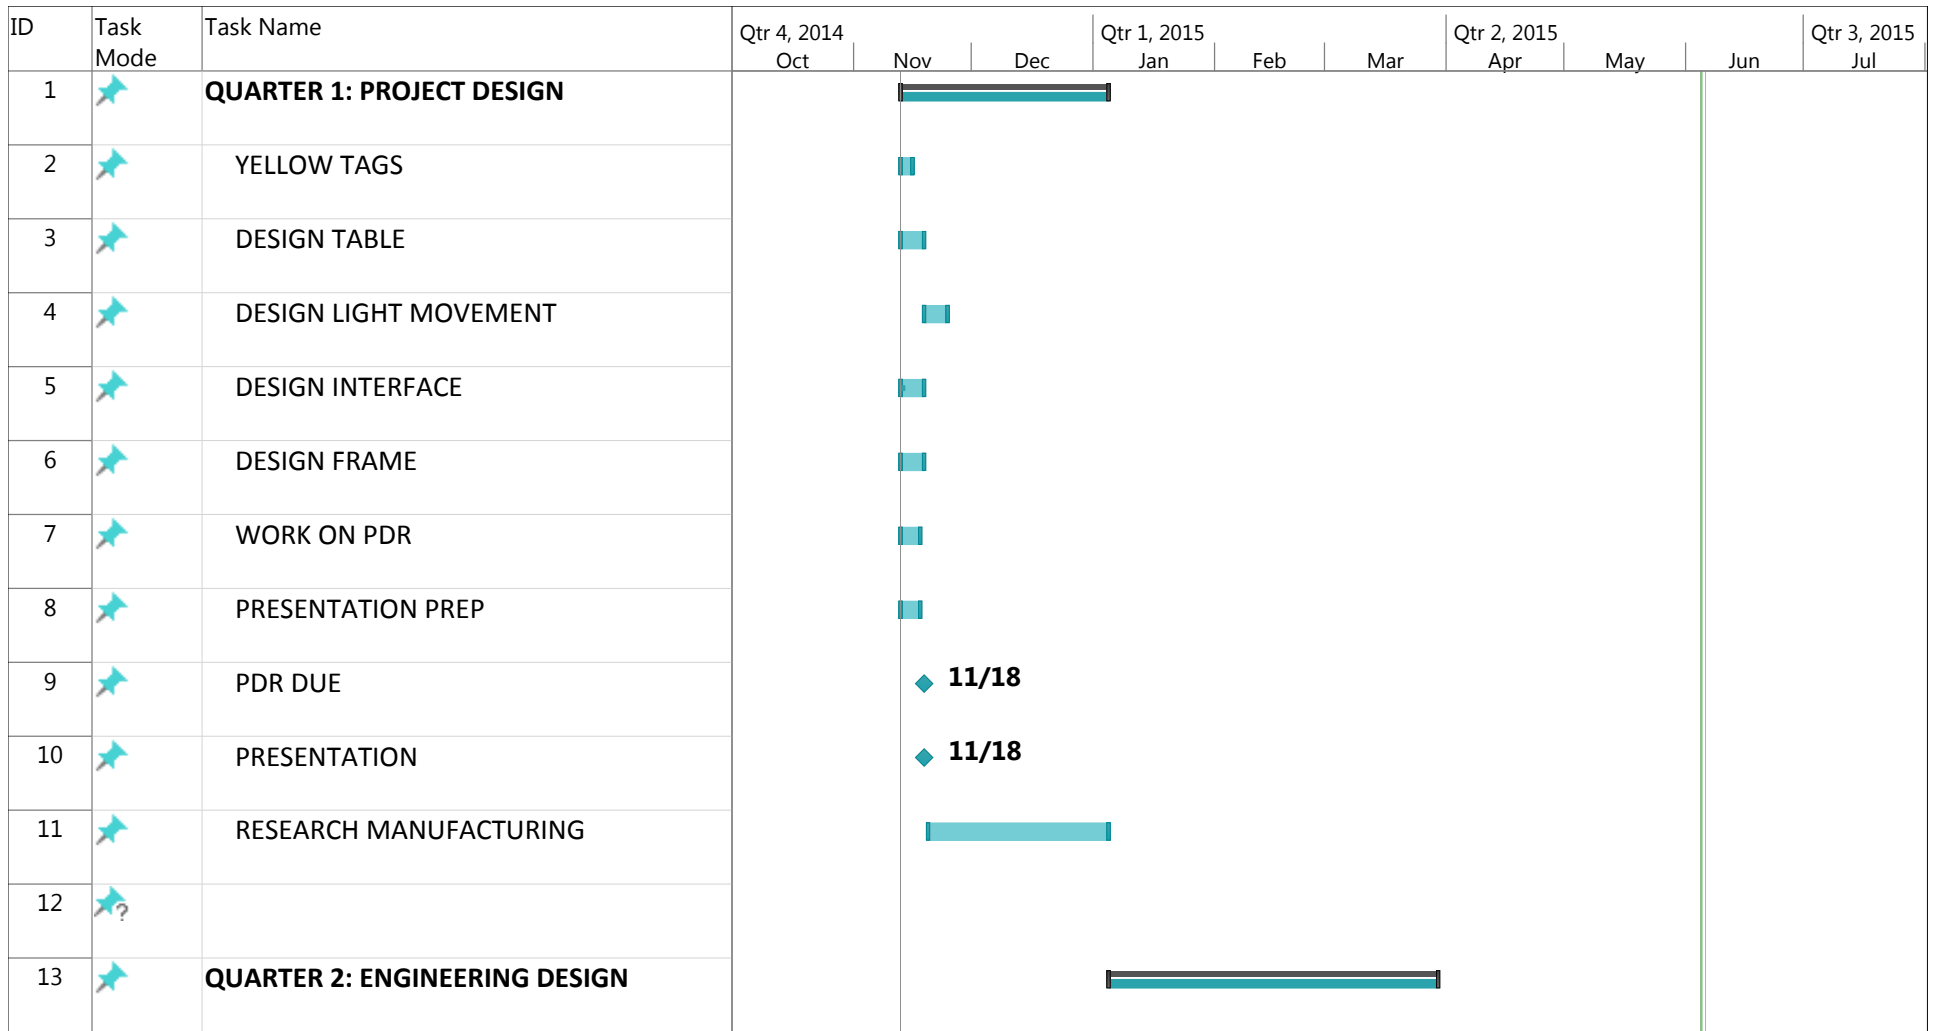 ID Task Mode Task Name Qtr 4, 2014 Qtr 1, 2015 Qtr 2, 2015 Qtr 3, 2015
Oct Nov Dec Jan Feb Mar Apr May Jun Jul
1 QUARTER 1: PROJECT DESIGN
2 YELLOW TAGS
3 DESIGN TABLE
4 DESIGN LIGHT MOVEMENT
5 DESIGN INTERFACE
6 DESIGN FRAME
7 WORK ON PDR
8 PRESENTATION PREP
9 PDR DUE 11/18
10 PRESENTATION 11/18
11 RESEARCH MANUFACTURING
12 ?
13 QUARTER 2: ENGINEERING DESIGN